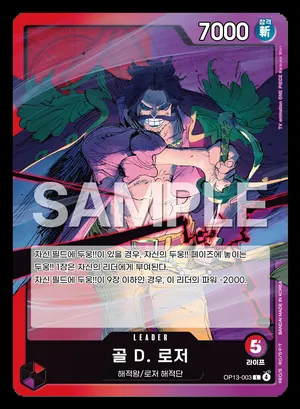 7000
참격
斬
SAMPLE
자신 필드에 두웅!!이 있을 경우, 자신의 두웅!! 페이즈에 놓이는
두웅!! 1장은 자신의 리더에게 부여된다.
자신 필드에 두웅!!이 9장 이하인 경우, 이 리더의 파워 -2000.
LEADER
골 D. 로저
해적왕/로저 해적단
5
라이프
OP13-003 L